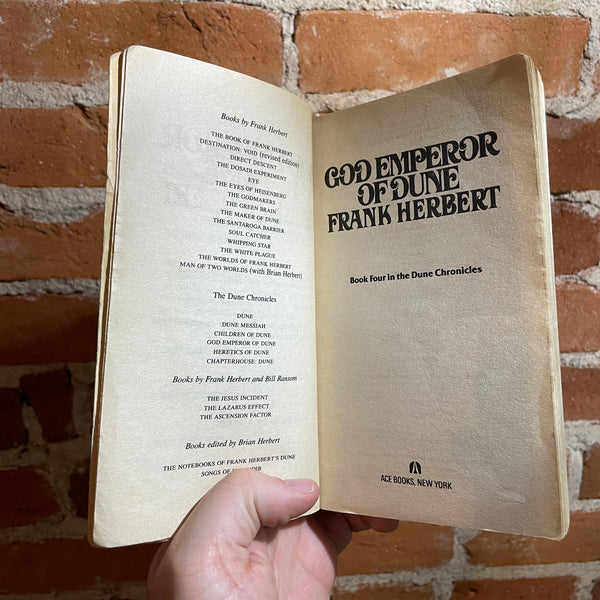 Books by Frank Herbert
THE BOOK OF FRANK HERBERT
DESTINATION: VOID (revised edition)
DIRECT DESCENT
THE DOSADI EXPERIMENT
EYE
THE EYES OF HEISENBERG
THE GODMAKERS
THE GREEN BRAIN
THE MAKER OF DUNE
THE SANTAROGA BARRIER
SOUL CATCHER
WHIPPING STAR
THE WHITE PLAGUE
THE WORLDS OF FRANK HERBERT
MAN OF TWO WORLDS (with Brian Herbert)
The Dune Chronicles
DUNE
DUNE MESSIAH
CHILDREN OF DUNE
GOD EMPEROR OF DUNE
HERETICS OF DUNE
CHAPTERHOUSE: DUNE
Books by Frank Herbert and Bill Ransom
THE JESUS INCIDENT
THE LAZARUS EFFECT
THE ASCENSION FACTOR
Books edited by Brian Herbert
THE NOTEBOOKS OF FRANK HERBERT'S DUNE
SONGS OF
GOD EMPEROR
OF DUNE
FRANK HERBERT
Book Four in the Dune Chronicles
ACE BOOKS, NEW YORK